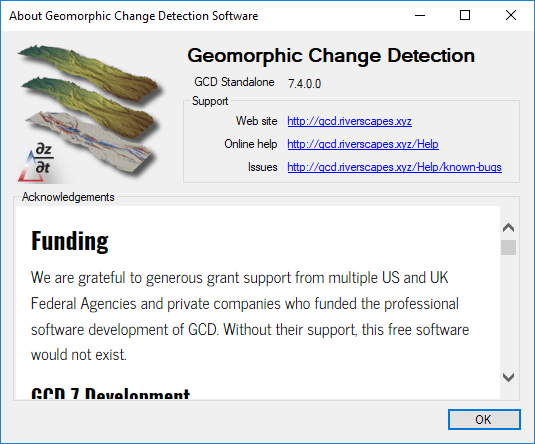 About Geomorphic Change Detection Software
Geomorphic Change Detection
GCD Standalone 7.4.0.0
Support
Web site http://gcd.riverscapes.xyz
Online help http://gcd.riverscapes.xyz/Help
Issues http://gcd.riverscapes.xyz/Help/known-bugs
∂z
∂t
Acknowledgements
Funding
We are grateful to generous grant support from multiple US and UK
Federal Agencies and private companies who funded the professional
software development of GCD. Without their support, this free software
would not exist.
GCD 7 Development
OK